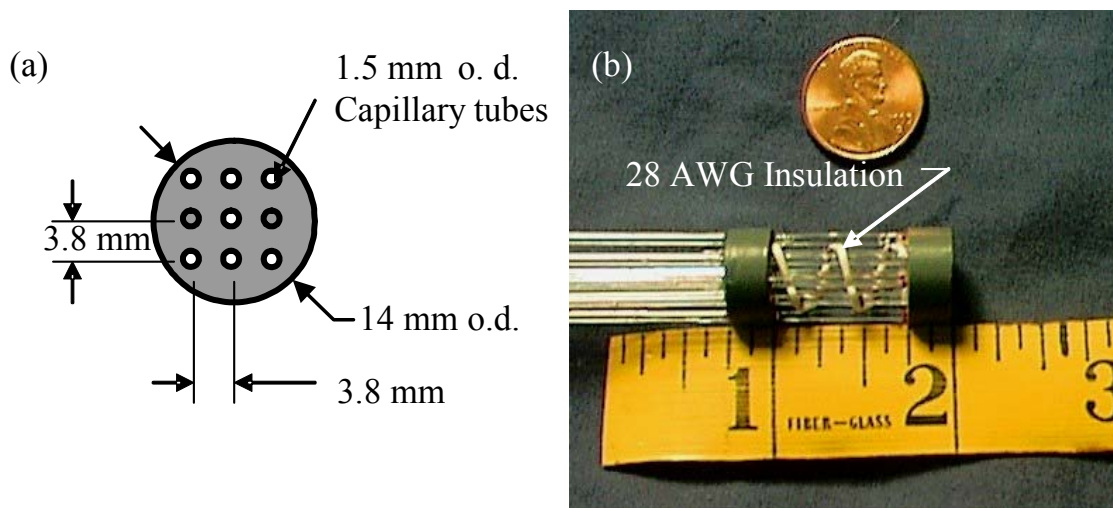 (a)
1.5 mm o. d.
Capillary tubes
3.8 mm
14 mm o.d.
3.8 mm
(b)
28 AWG Insulation
1 2 3
FIBER-GLASS